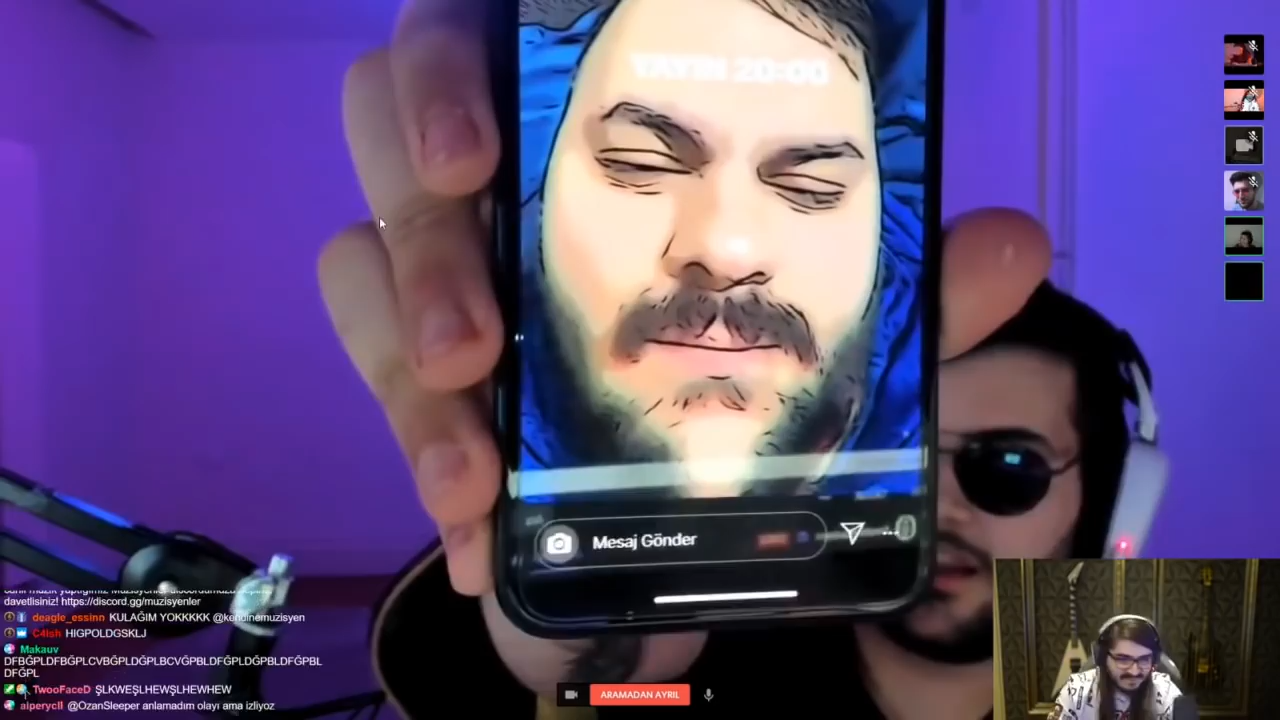 YAYIN 20:00
Mesaj Gönder
davetlisiniz! https://discord.gg/muzisyenler
deagle_essinn KULAĞIM YOKKKKK @kendinemuzisyen
C4lsh HIGPOLDGSKLJ
Makauv
DFBĞPLDFBĞPLCVBĞPLDĞPLBCVĞPBLDFĞPLDĞPBLDFĞPBL
DFĞPL
TwooFaceD ŞLKWEŞLHEWŞLHEWHEW
alperycll @OzanSleeper anlamadım olayı ama izliyoz
ARAMADAN AYRIL